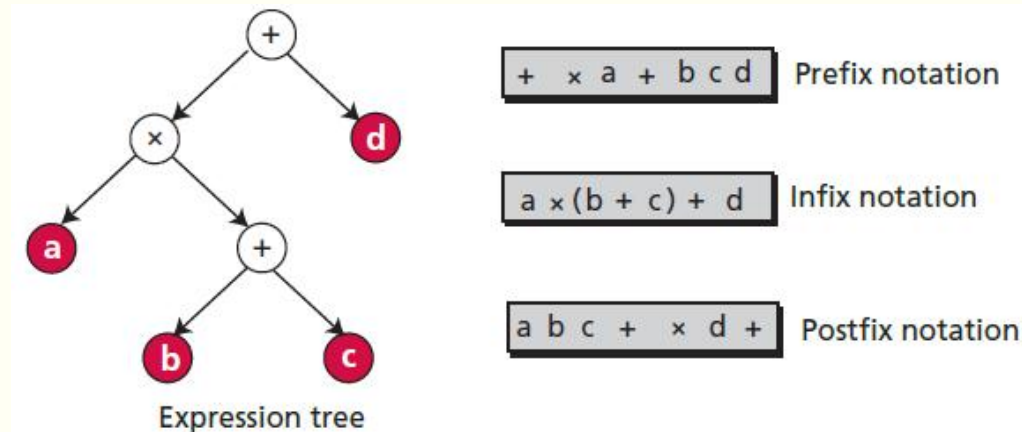 +
×
d
a
+
b
c
Expression tree
+ × a + b c d Prefix notation
a × (b + c) + d Infix notation
a b c + × d + Postfix notation